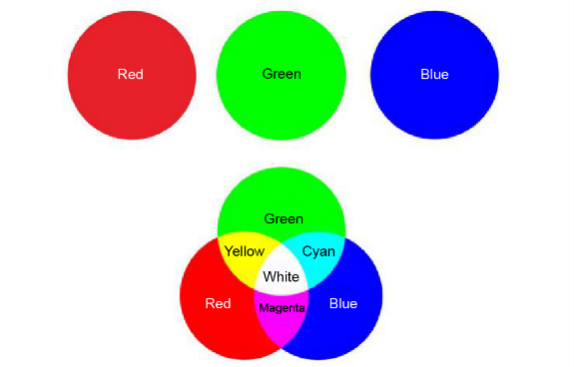 Red Green Blue
Green
Yellow Cyan
White
Red Magenta Blue